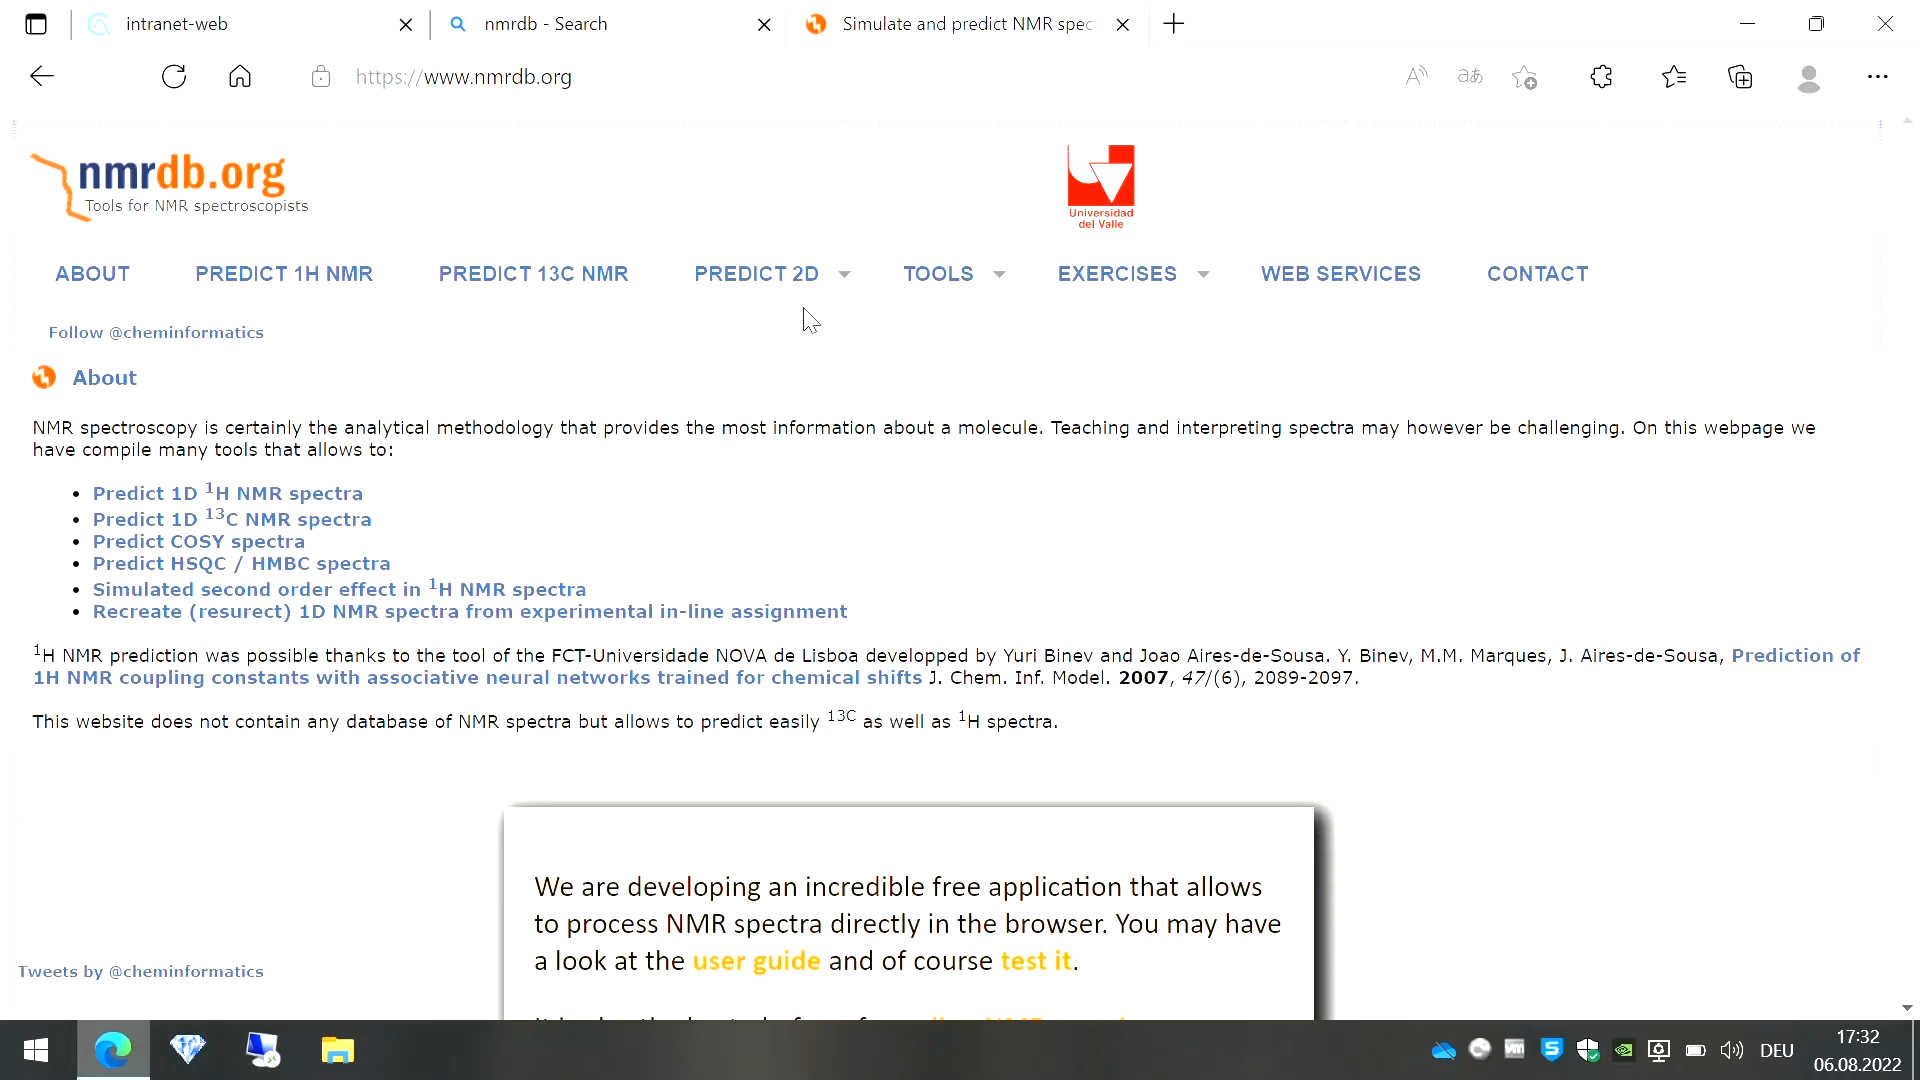 intranet-web
nmrdb - Search
Simulate and predict NMR spec
https://www.nmrdb.org
nmrdb.org
Tools for NMR spectroscopists
Universidad
del Valle
ABOUT PREDICT 1H NMR PREDICT 13C NMR PREDICT 2D TOOLS EXERCISES WEB SERVICES CONTACT
Follow @cheminformatics
About
NMR spectroscopy is certainly the analytical methodology that provides the most information about a molecule. Teaching and interpreting spectra may however be challenging. On this webpage we
have compile many tools that allows to:
• Predict 1D 1H NMR spectra
• Predict 1D 13C NMR spectra
• Predict COSY spectra
• Predict HSQC / HMBC spectra
• Simulated second order effect in 1H NMR spectra
• Recreate (resurect) 1D NMR spectra from experimental in-line assignment
1H NMR prediction was possible thanks to the tool of the FCT-Universidade NOVA de Lisboa developped by Yuri Binev and Joao Aires-de-Sousa. Y. Binev, M.M. Marques, J. Aires-de-Sousa, Prediction of
1H NMR coupling constants with associative neural networks trained for chemical shifts J. Chem. Inf. Model. 2007, 47/(6), 2089-2097.
This website does not contain any database of NMR spectra but allows to predict easily 13C as well as 1H spectra.
We are developing an incredible free application that allows
to process NMR spectra directly in the browser. You may have
a look at the user guide and of course test it.
Tweets by @cheminformatics
DEU
17:32
06.08.2022